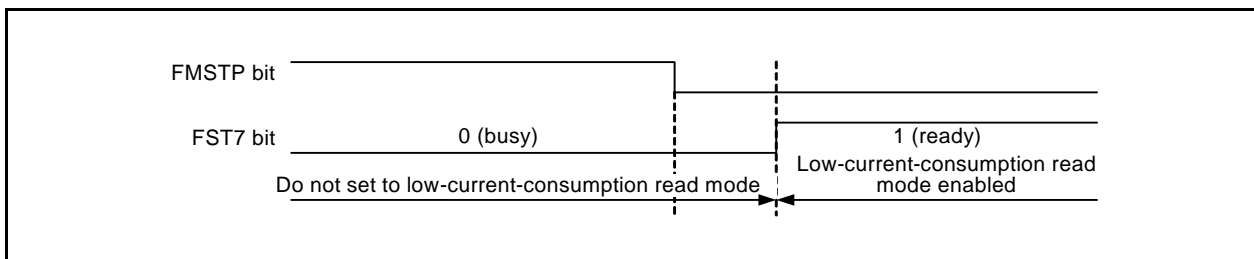 FMSTP bit
FST7 bit
0 (busy)
1 (ready)
Do not set to low-current-consumption read mode
Low-current-consumption read
mode enabled